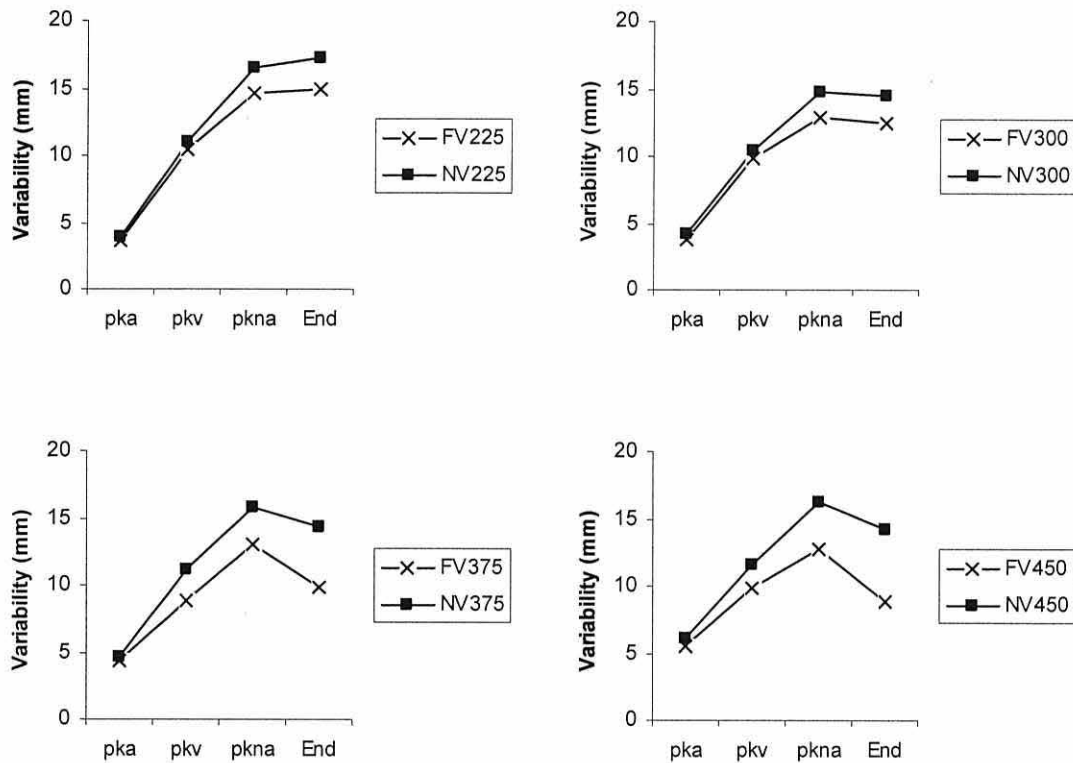 20
15
10
5
0
Variability (mm)
pka pkv pkna End
FV225
NV225
20
15
10
5
0
Variability (mm)
pka pkv pkna End
FV300
NV300
20
15
10
5
0
Variability (mm)
pka pkv pkna End
FV375
NV375
20
15
10
5
0
Variability (mm)
pka pkv pkna End
FV450
NV450